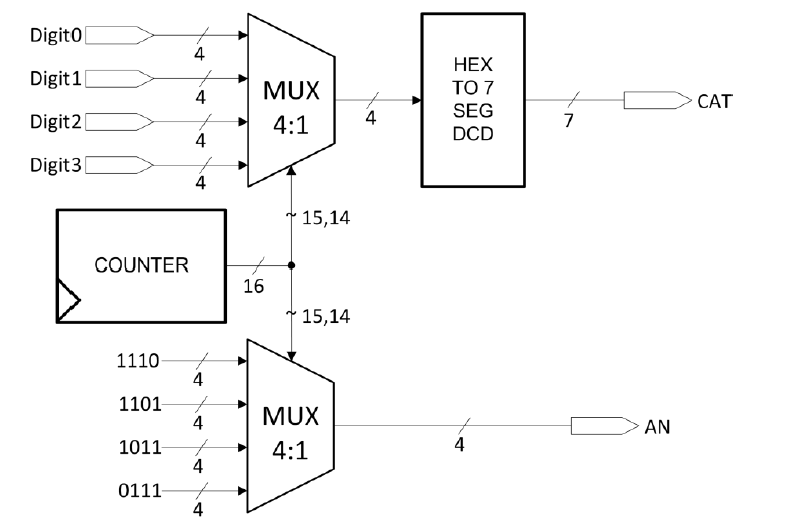 Digit0
4
Digit1
4
Digit2
4
Digit3
4
MUX
4:1
4
HEX
TO 7
SEG
DCD
7
CAT
15,14
COUNTER
16
15,14
1110
4
1101
4
1011
4
0111
4
MUX
4:1
4
AN